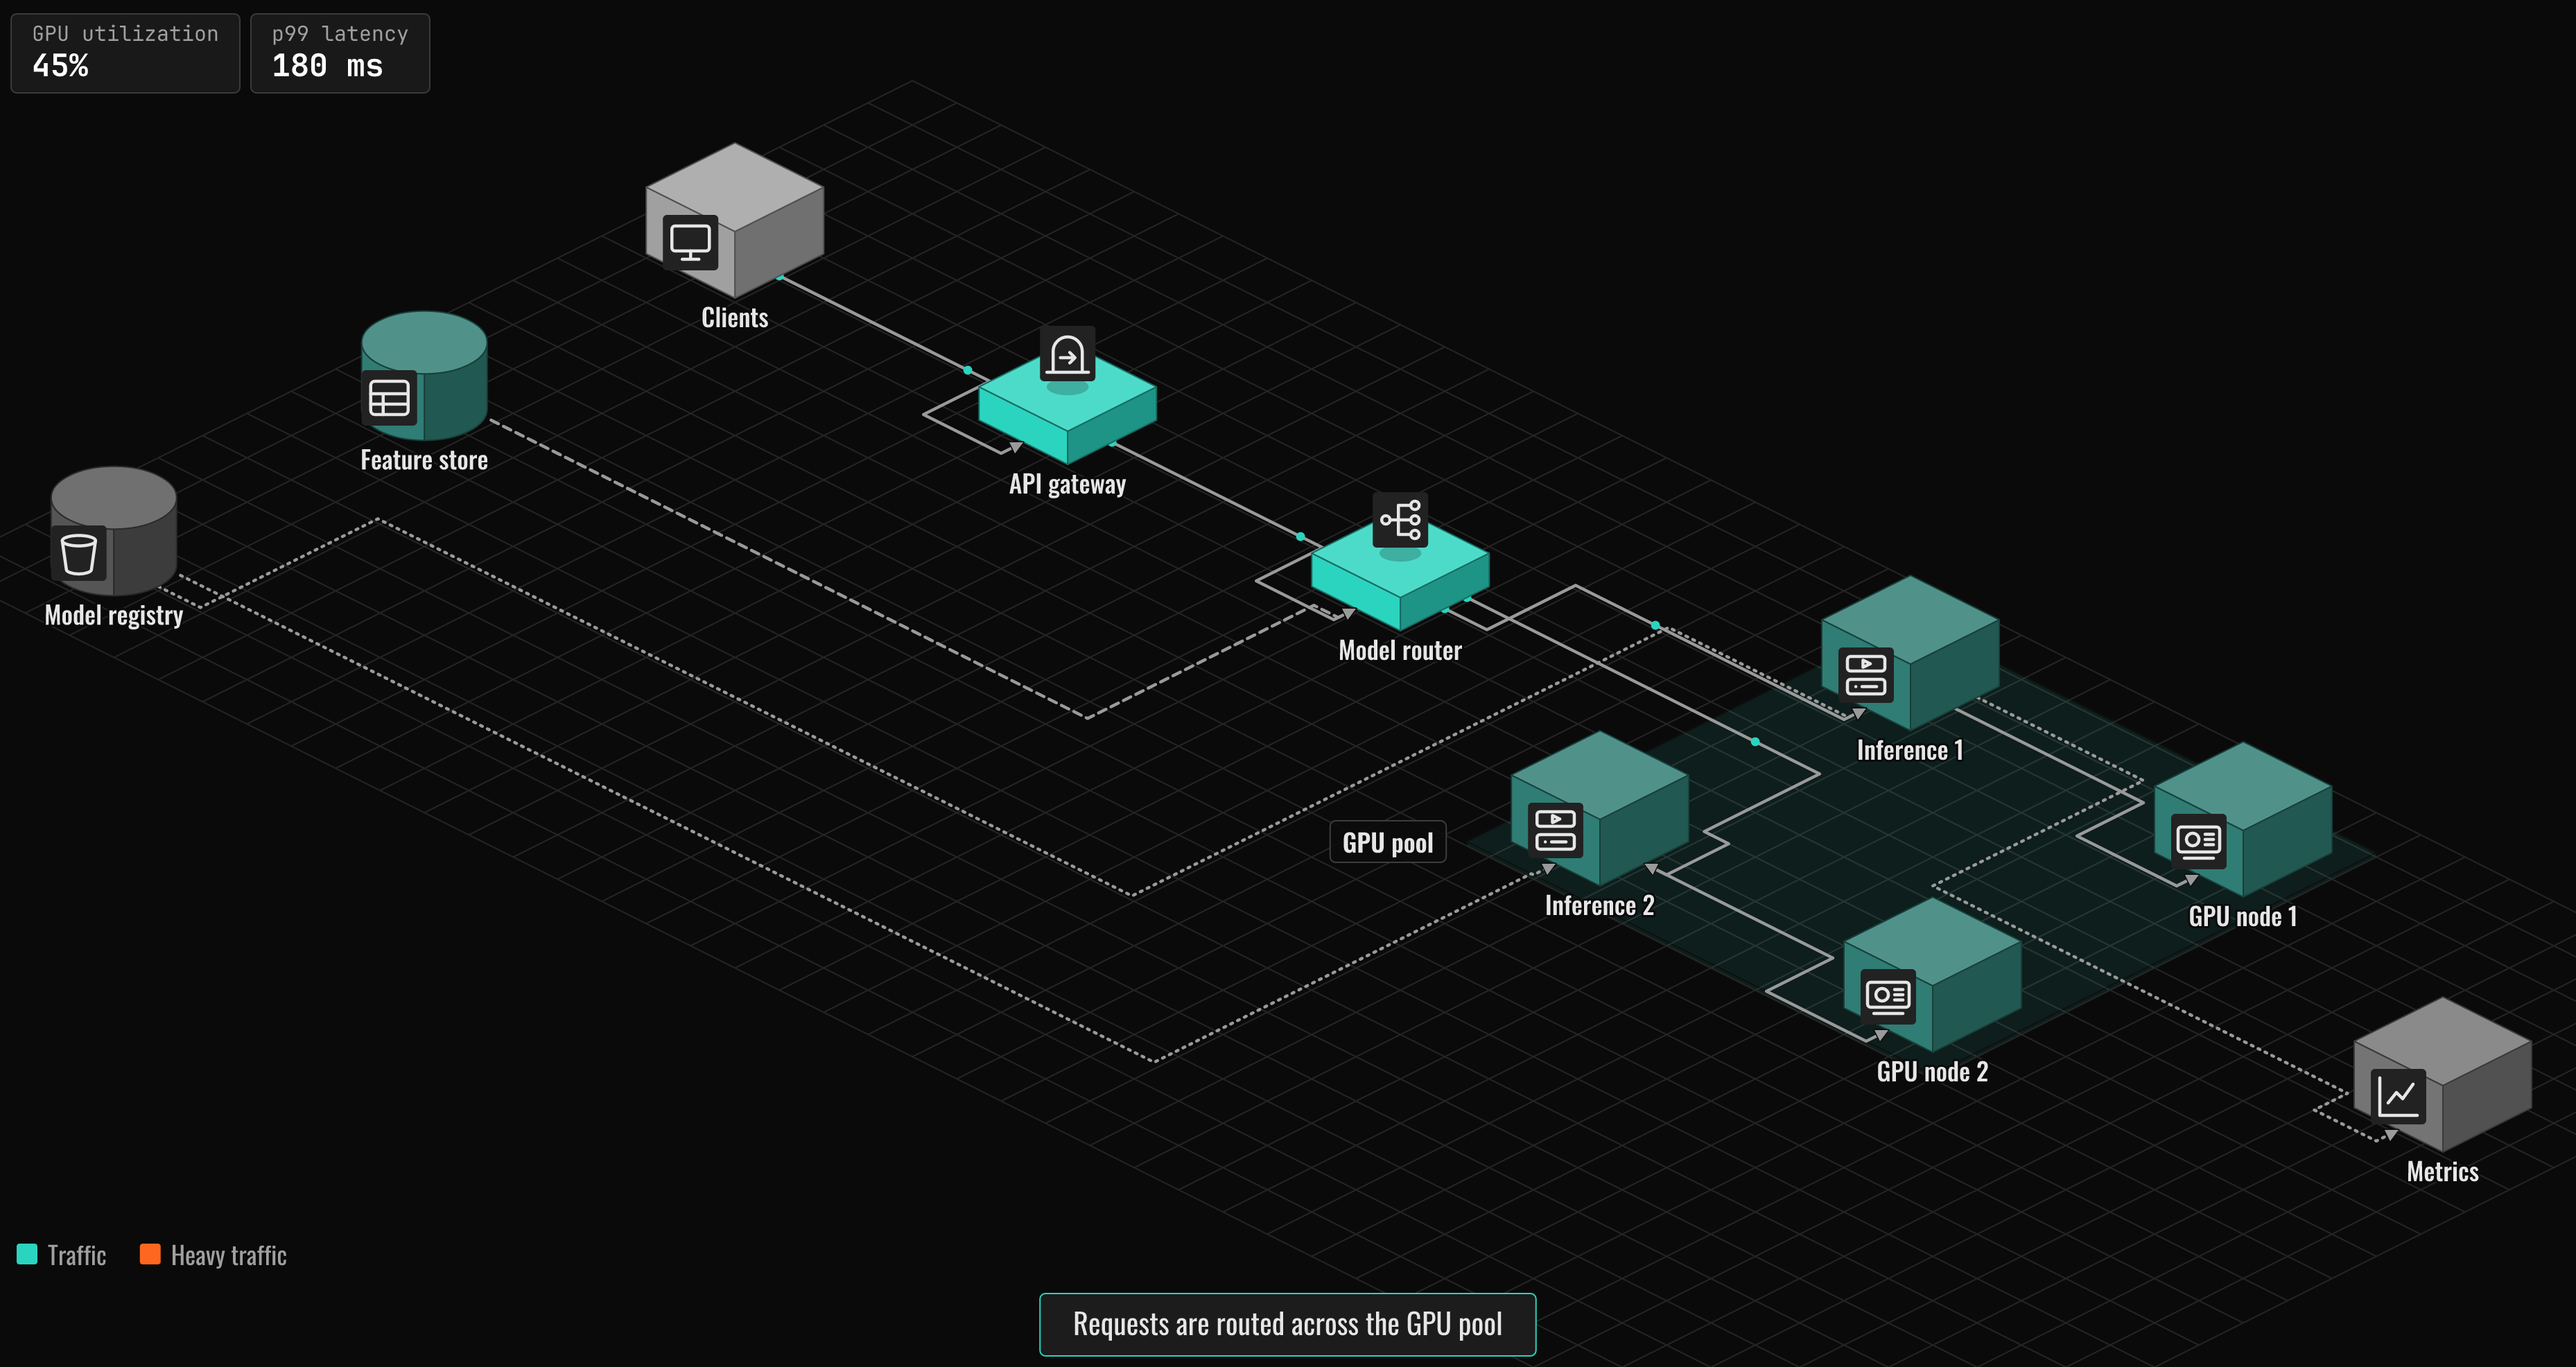 GPU utilization
45%
p99 latency
180 ms
Clients
Feature store
API gateway
Model registry
Model router
Inference 1
GPU pool
Inference 2
GPU node 1
GPU node 2
Metrics
Traffic
Heavy traffic
Requests are routed across the GPU pool